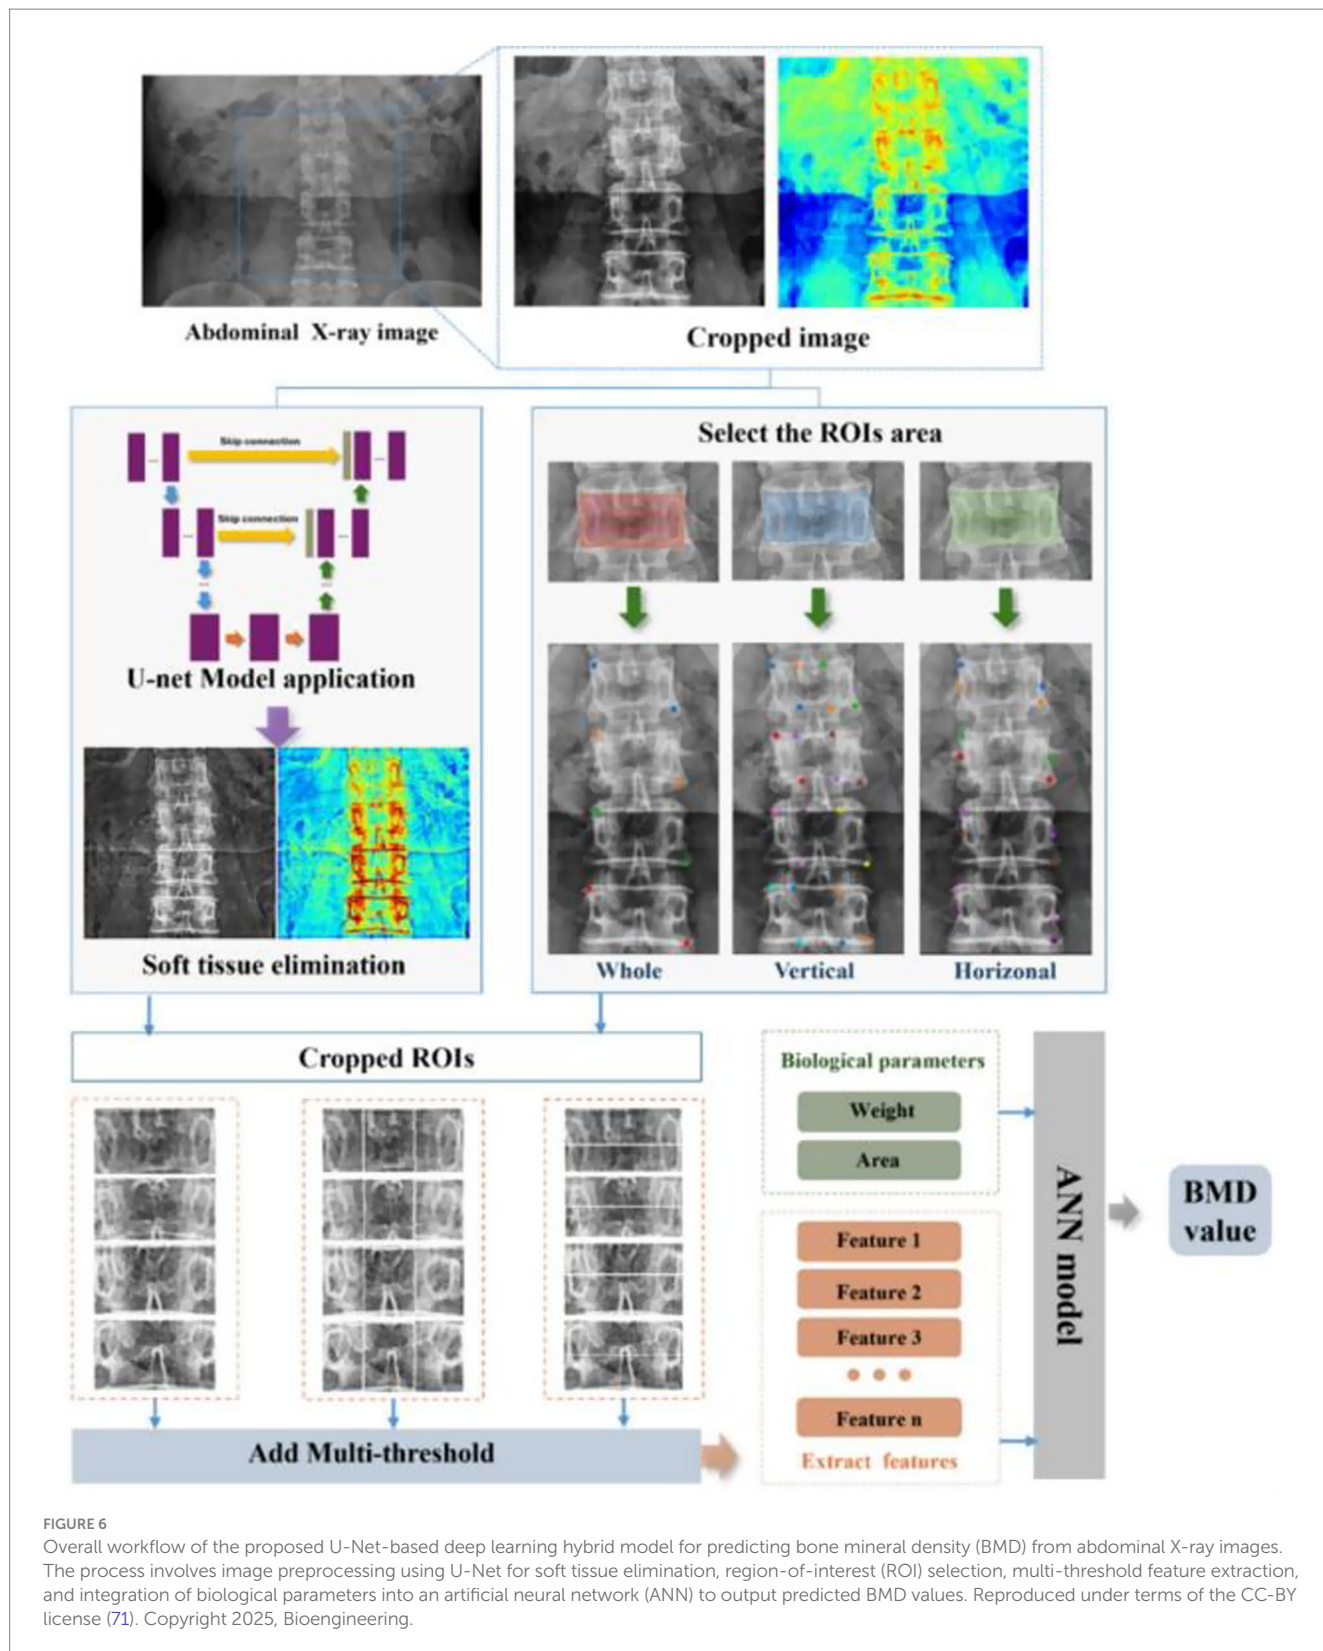 Abdominal X-ray image
Cropped image
Skip connection
Skip connection
U-net Model application
Soft tissue elimination
Select the ROIs area
Whole
Vertical
Horizonal
Cropped ROIs
Add Multi-threshold
Biological parameters
Weight
Area
Feature 1
Feature 2
Feature 3
Feature n
Extract features
ANN model
BMD
value
FIGURE 6
Overall workflow of the proposed U-Net-based deep learning hybrid model for predicting bone mineral density (BMD) from abdominal X-ray images.
The process involves image preprocessing using U-Net for soft tissue elimination, region-of-interest (ROI) selection, multi-threshold feature extraction,
and integration of biological parameters into an artificial neural network (ANN) to output predicted BMD values. Reproduced under terms of the CC-BY
license (71). Copyright 2025, Bioengineering.